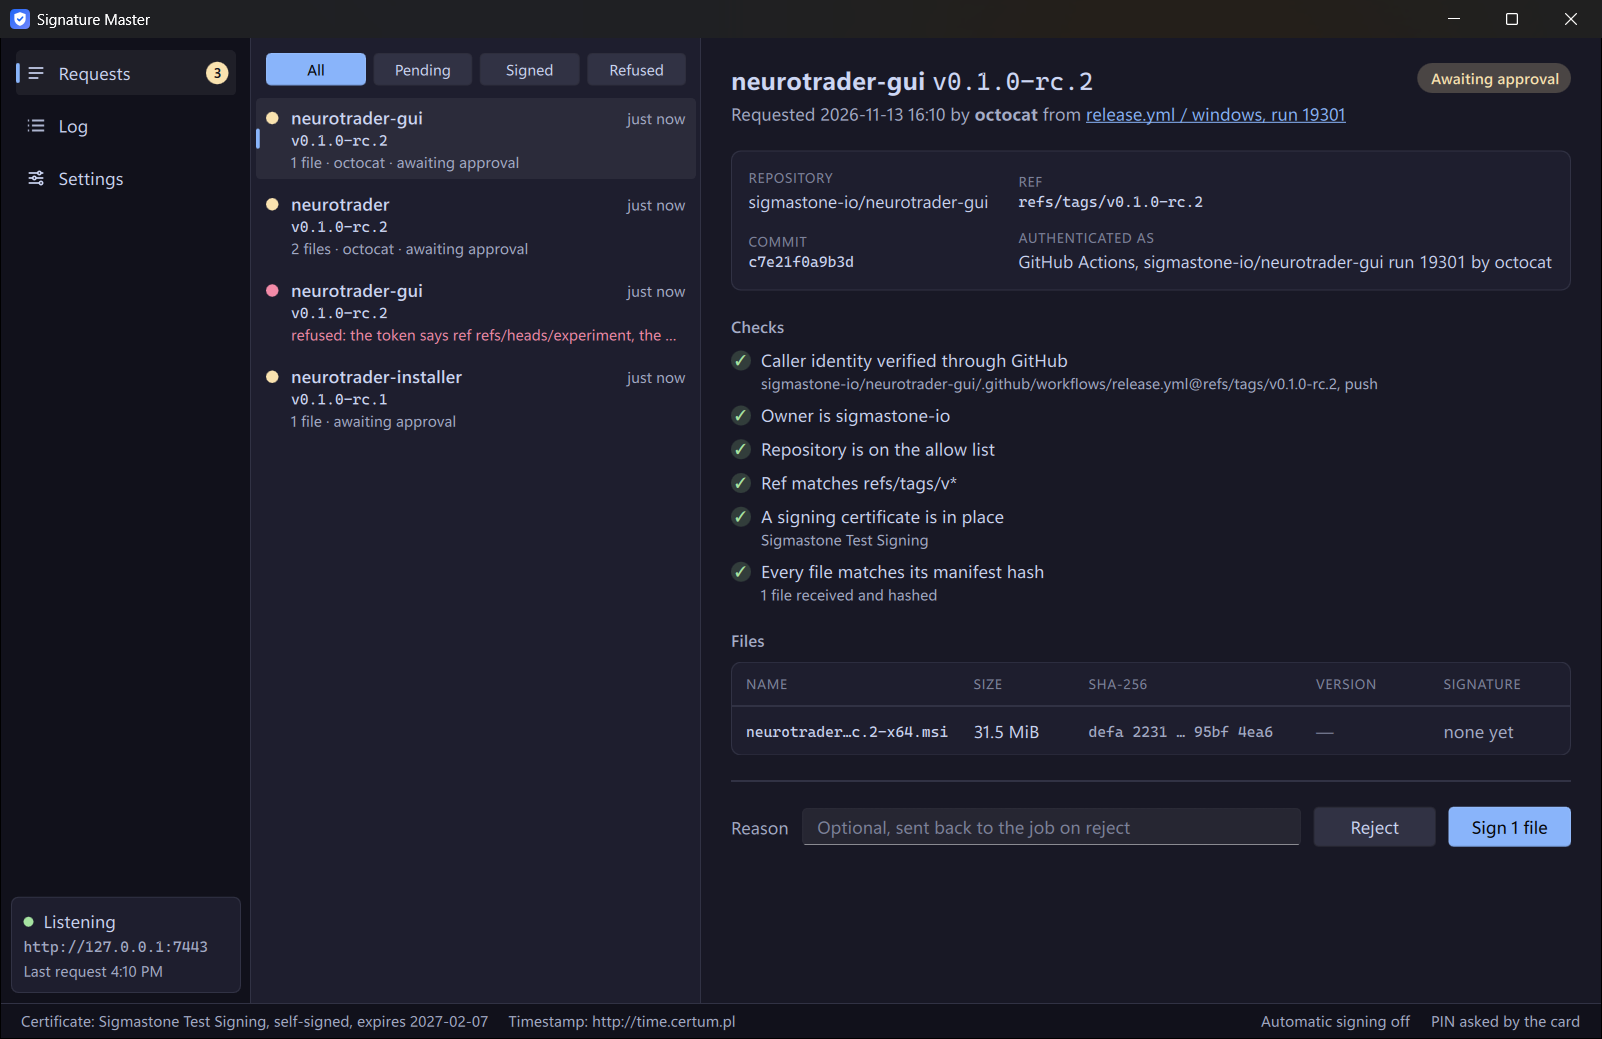 Signature Master
Requests
3
Log
Settings
Listening
http://127.0.0.1:7443
Last request 4:10 PM
All
Pending
Signed
Refused
neurotrader-gui
just now
v0.1.0-rc.2
1 file · octocat · awaiting approval
neurotrader
just now
v0.1.0-rc.2
2 files · octocat · awaiting approval
neurotrader-gui
just now
v0.1.0-rc.2
refused: the token says ref refs/heads/experiment, the ...
neurotrader-installer
just now
v0.1.0-rc.1
1 file · awaiting approval
neurotrader-gui v0.1.0-rc.2
Awaiting approval
Requested 2026-11-13 16:10 by octocat from release.yml / windows, run 19301
REPOSITORY
sigmastone-io/neurotrader-gui
REF
refs/tags/v0.1.0-rc.2
COMMIT
c7e21f0a9b3d
AUTHENTICATED AS
GitHub Actions, sigmastone-io/neurotrader-gui run 19301 by octocat
Checks
✓ Caller identity verified through GitHub
sigmastone-io/neurotrader-gui/.github/workflows/release.yml@refs/tags/v0.1.0-rc.2, push
✓ Owner is sigmastone-io
✓ Repository is on the allow list
✓ Ref matches refs/tags/v*
✓ A signing certificate is in place
Sigmastone Test Signing
✓ Every file matches its manifest hash
1 file received and hashed
Files
NAME SIZE SHA-256 VERSION SIGNATURE
neurotrader…c.2-x64.msi 31.5 MiB defa 2231 … 95bf 4ea6 — none yet
Reason
Optional, sent back to the job on reject
Reject
Sign 1 file
Certificate: Sigmastone Test Signing, self-signed, expires 2027-02-07
Timestamp: http://time.certum.pl
Automatic signing off
PIN asked by the card